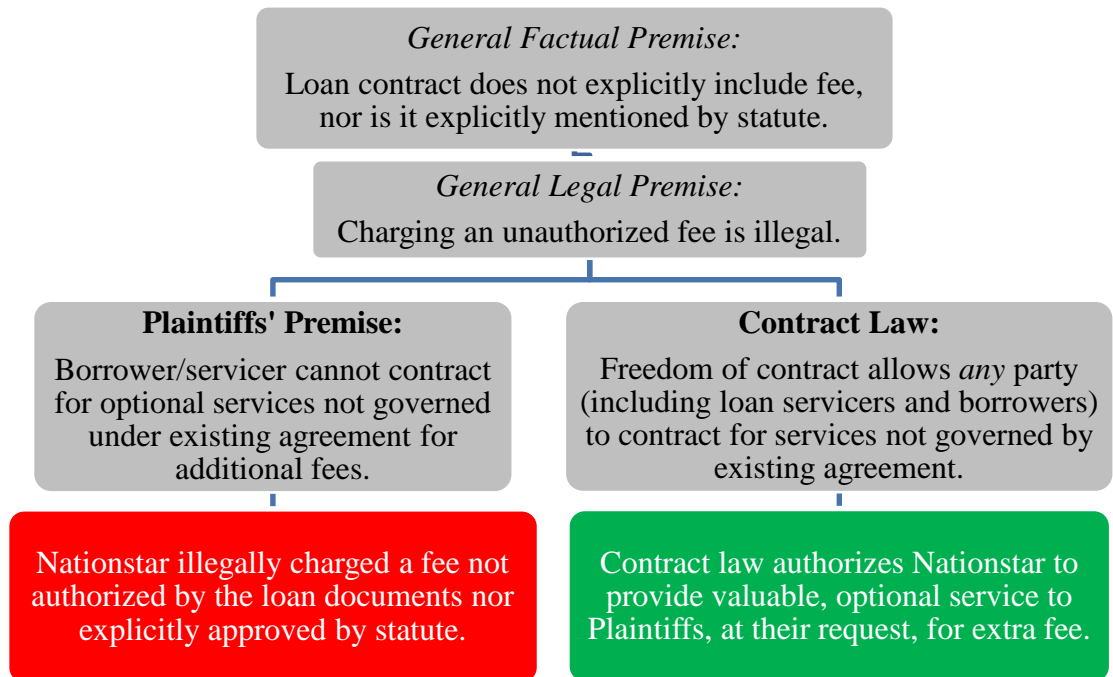 General Factual Premise:
Loan contract does not explicitly include fee,
nor is it explicitly mentioned by statute.
General Legal Premise:
Charging an unauthorized fee is illegal.
Plaintiffs' Premise:
Borrower/servicer cannot contract
for optional services not governed
under existing agreement for
additional fees.
Contract Law:
Freedom of contract allows any party
(including loan servicers and borrowers)
to contract for services not governed by
existing agreement.
Nationstar illegally charged a fee not
authorized by the loan documents nor
explicitly approved by statute.
Contract law authorizes Nationstar to
provide valuable, optional service to
Plaintiffs, at their request, for extra fee.